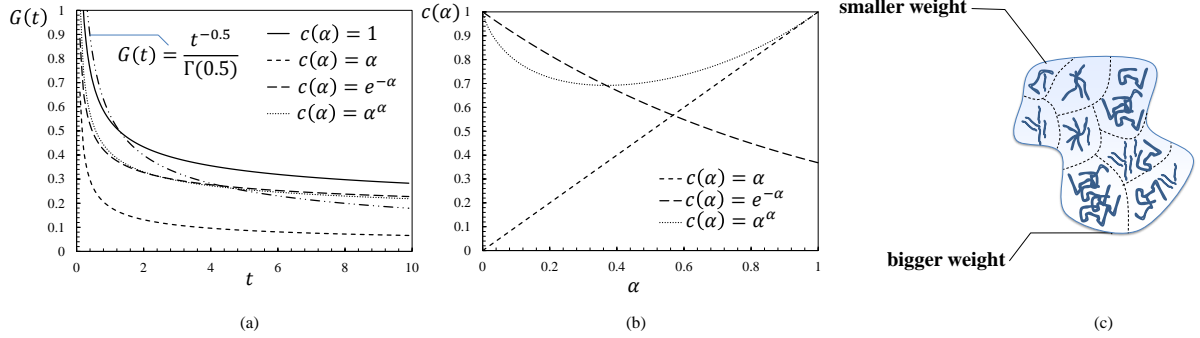 G(t)
1
0.9
0.8
0.7
0.6
0.5
0.4
0.3
0.2
0.1
0
0 2 4 6 8 10
t
G(t) = t^{-0.5} / Γ(0.5)
c(α) = 1
c(α) = α
c(α) = e^{-α}
c(α) = α^α
(a)
c(α)
1
0.9
0.8
0.7
0.6
0.5
0.4
0.3
0.2
0.1
0
0 0.2 0.4 0.6 0.8 1
α
c(α) = α
c(α) = e^{-α}
c(α) = α^α
(b)
smaller weight
bigger weight
(c)